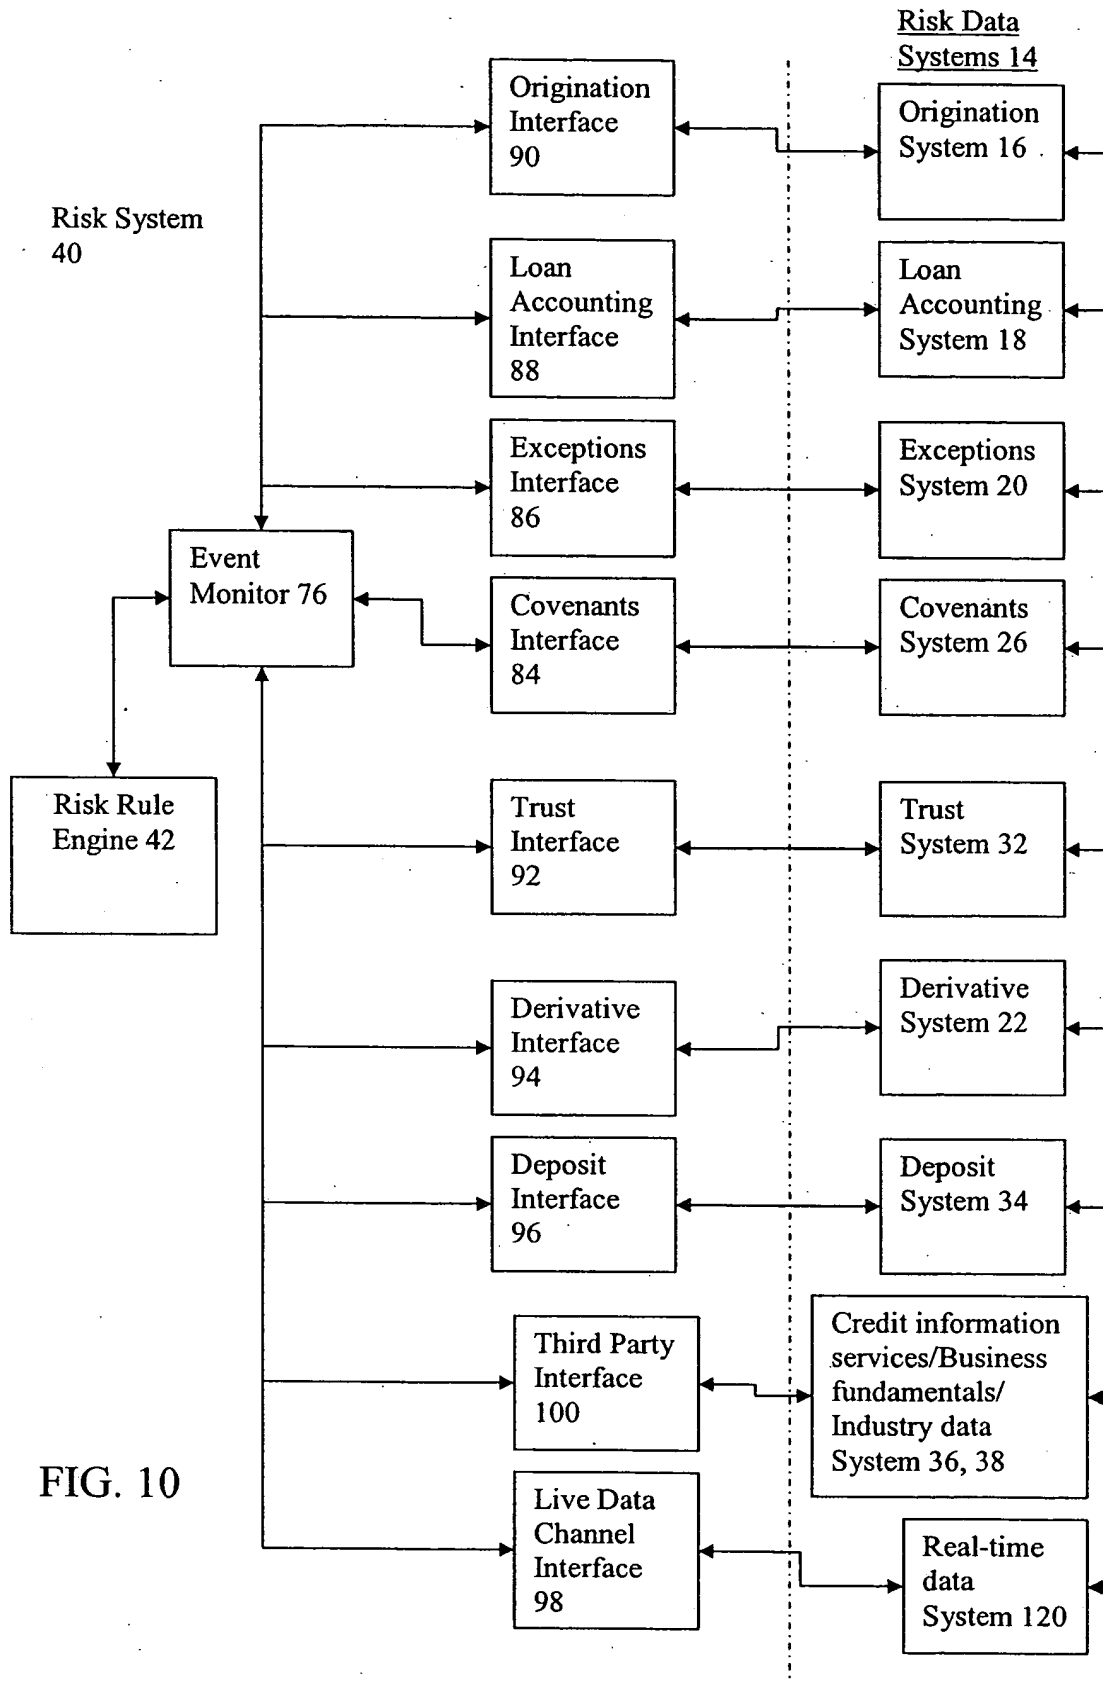 Risk Data
Systems 14
Origination
Interface
90
Origination
System 16
Risk System
40
Loan
Accounting
Interface
88
Loan
Accounting
System 18
Exceptions
Interface
86
Exceptions
System 20
Event
Monitor 76
Covenants
Interface
84
Covenants
System 26
Risk Rule
Engine 42
Trust
Interface
92
Trust
System 32
Derivative
Interface
94
Derivative
System 22
Deposit
Interface
96
Deposit
System 34
Third Party
Interface
100
Credit information
services/Business
fundamentals/
Industry data
System 36, 38
FIG. 10
Live Data
Channel
Interface
98
Real-time
data
System 120